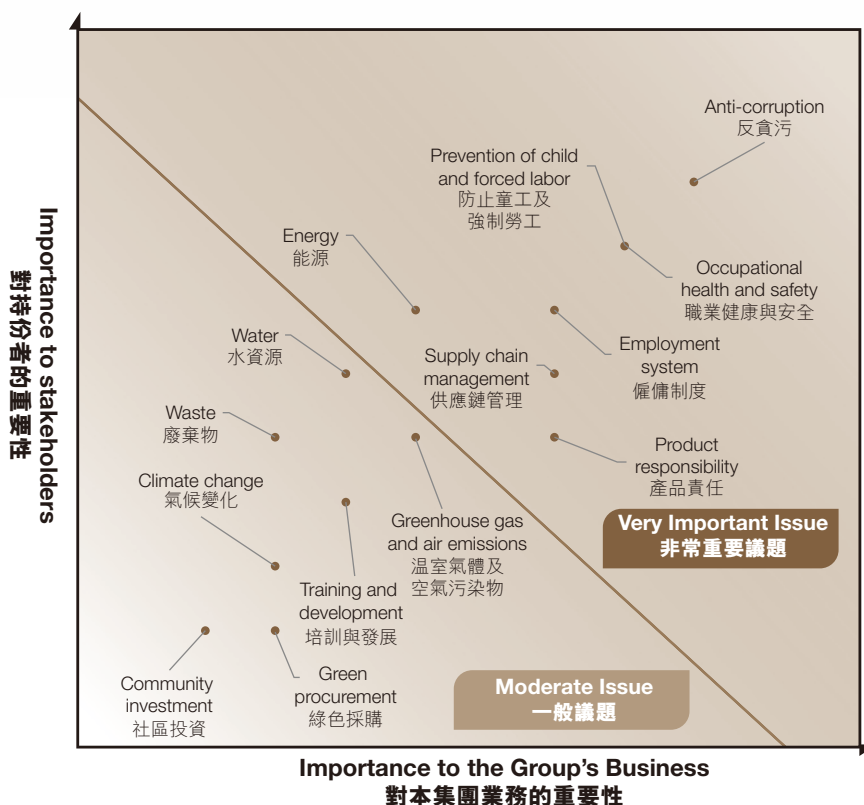 Anti-corruption
反貪污
Prevention of child
and forced labor
防止童工及
強制勞工
Energy
能源
Occupational
health and safety
職業健康與安全
Water
水資源
Supply chain
management
供應鏈管理
Employment
system
僱傭制度
Waste
廢棄物
Product
responsibility
產品責任
Climate change
氣候變化
Greenhouse gas
and air emissions
温室氣體及
空氣污染物
Very Important Issue
非常重要議題
Training and
development
培訓與發展
Community
investment
社區投資
Green
procurement
綠色採購
Moderate Issue
一般議題
Importance to stakeholders
對持份者的重要性
Importance to the Group's Business
對本集團業務的重要性